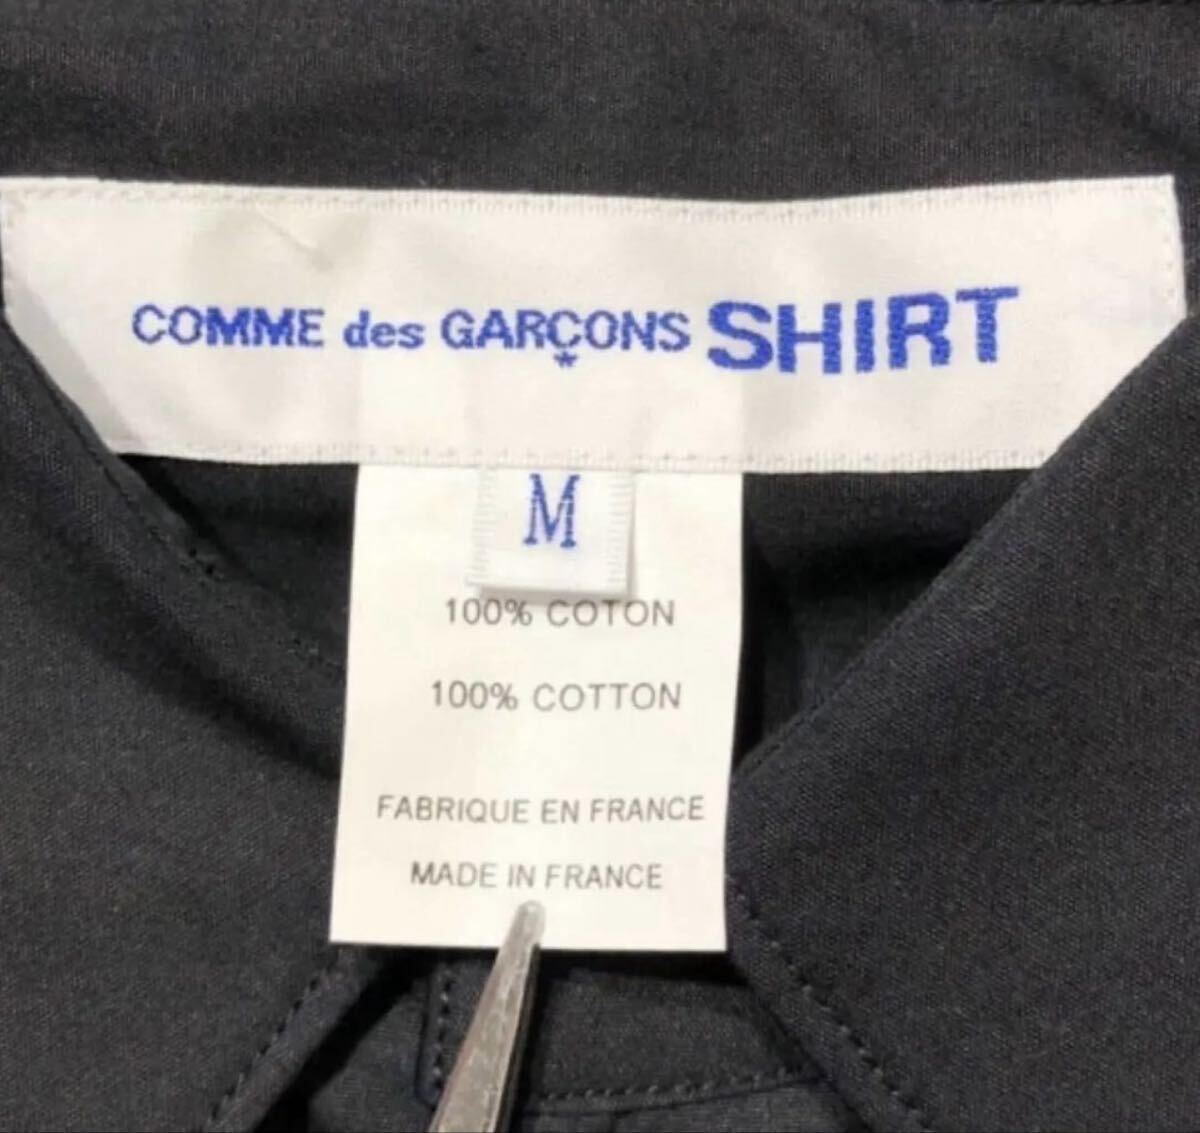 COMME des GARÇONS SHIRT
*
M
100% COTON
100% COTTON
FABRIQUE EN FRANCE
MADE IN FRANCE